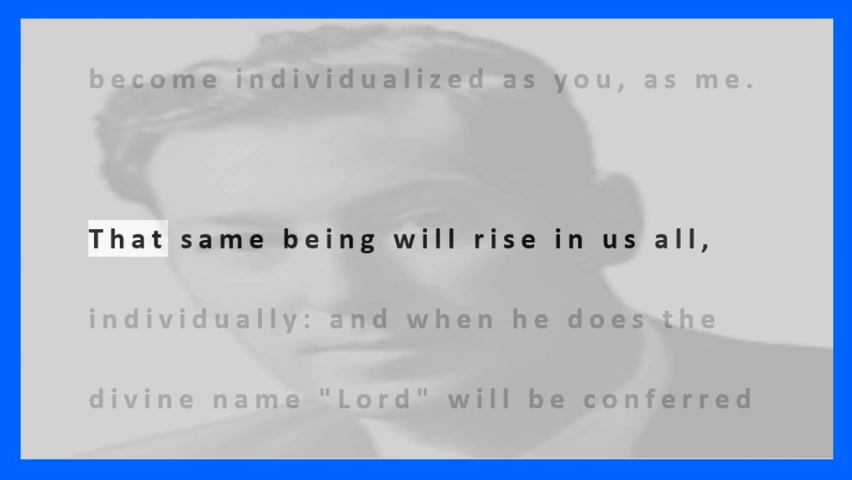 become individualized as you, as me.
That same being will rise in us all,
individually: and when he does the
divine name "Lord" will be conferred